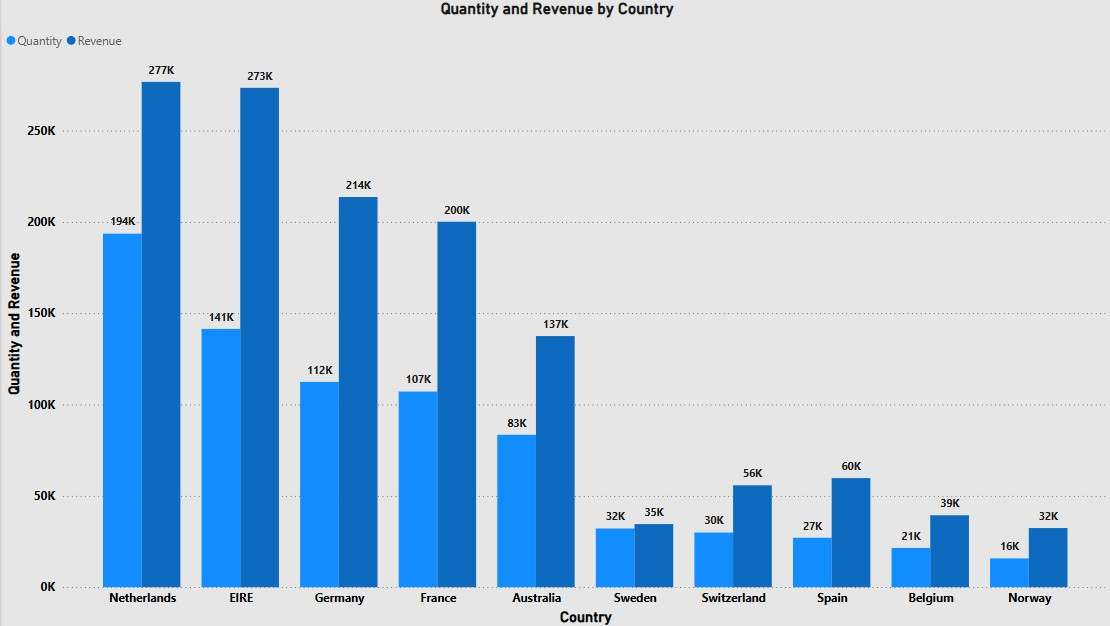 Quantity and Revenue by Country
Quantity Revenue
Quantity and Revenue
250K
200K
150K
100K
50K
0K
194K 277K
141K 273K
112K 214K
107K 200K
83K 137K
32K 35K
30K 56K
27K 60K
21K 39K
16K 32K
Netherlands EIRE Germany France Australia Sweden Switzerland Spain Belgium Norway
Country